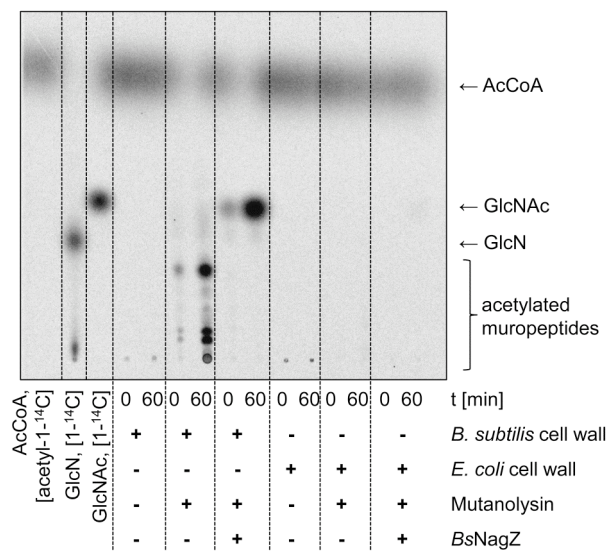 ← AcCoA
← GlcNAc
← GlcN
acetylated
muropeptides
AcCoA,
[acetyl-1-¹⁴C]
GlcN, [1-¹⁴C]
GlcNAc, [1-¹⁴C]
0 60 0 60 0 60 0 60 0 60 0 60 t [min]
+ + + - - - B. subtilis cell wall
- - - + + + E. coli cell wall
- + + - + + Mutanolysin
- - + - - + BsNagZ